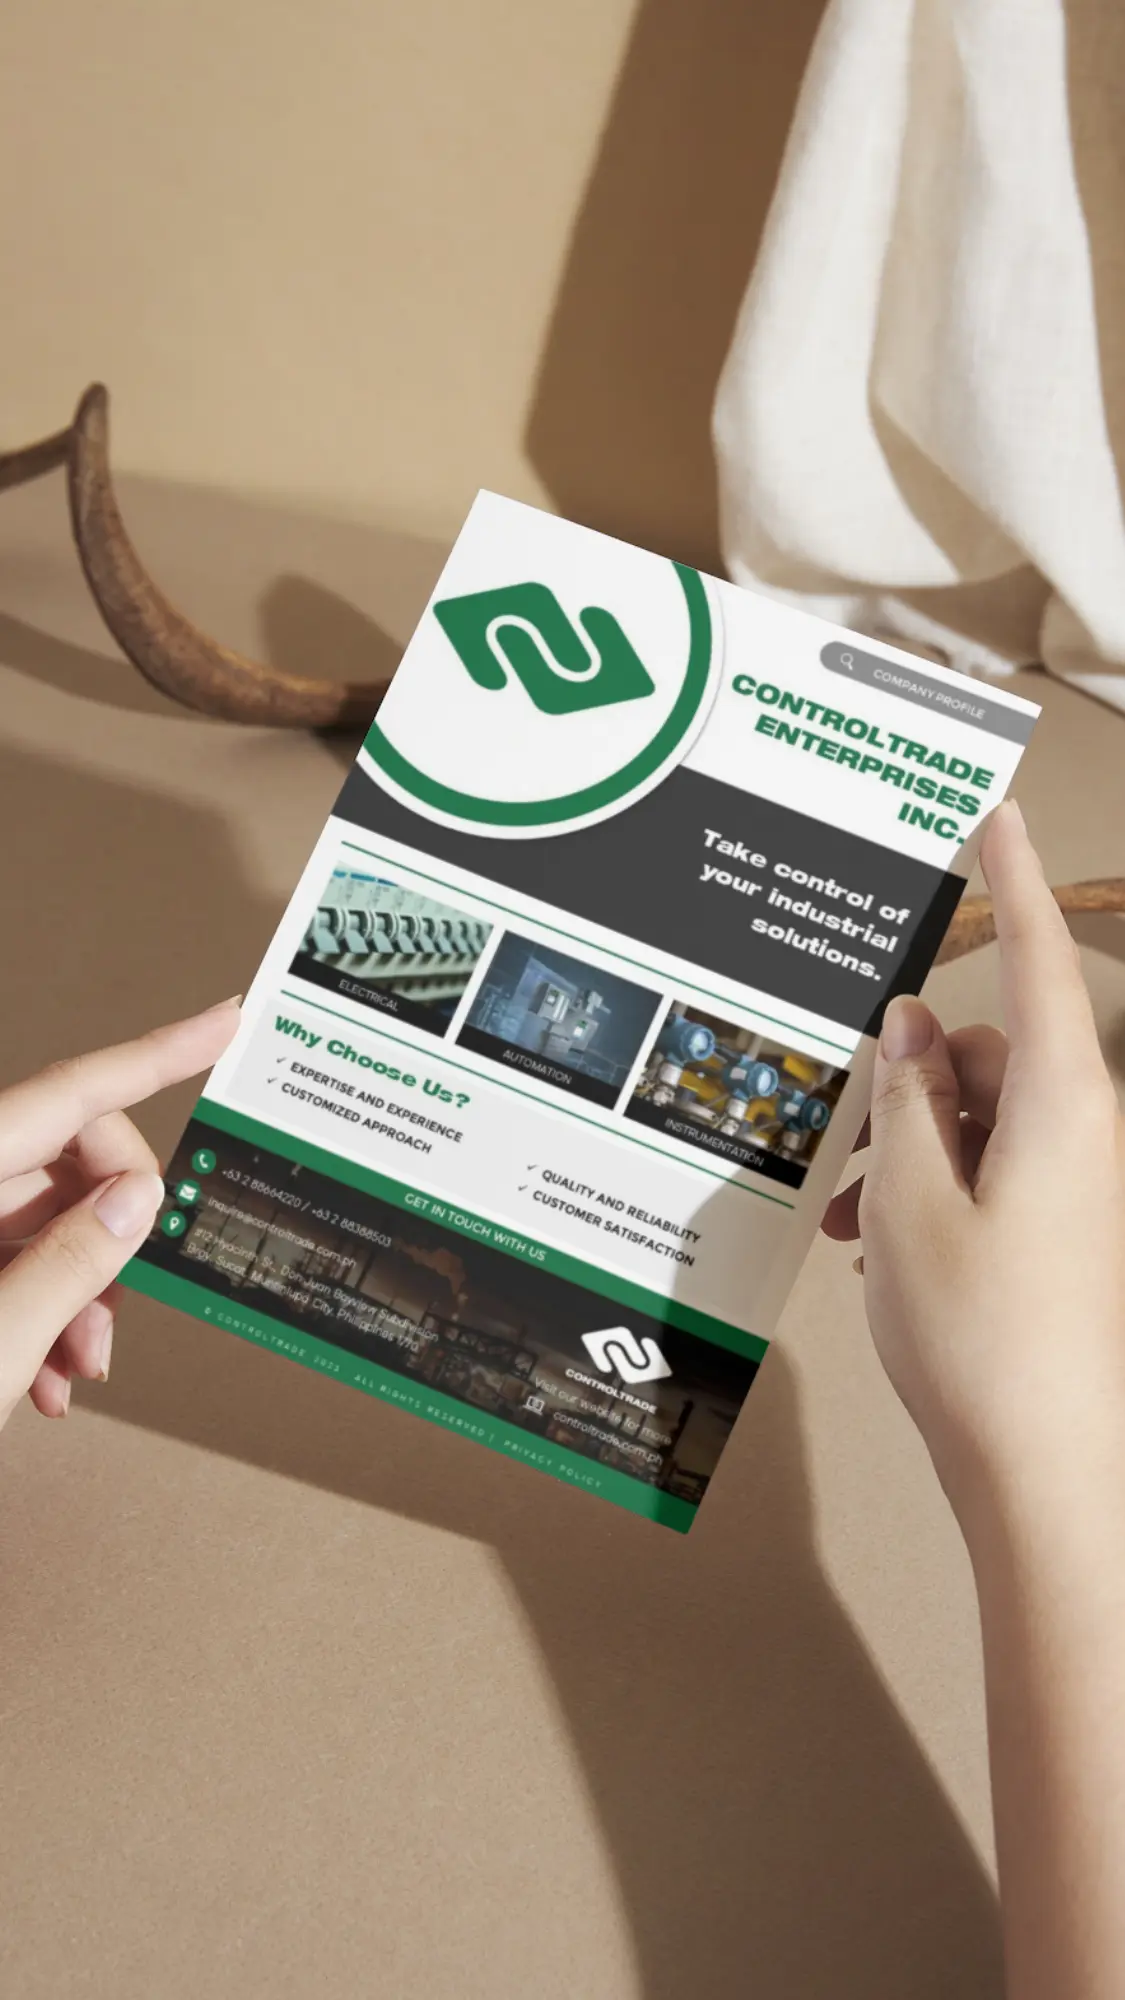 COMPANY PROFILE
CONTROLTRADE
ENTERPRISES
INC.
Take control of
your industrial
solutions.
ELECTRICAL
AUTOMATION
INSTRUMENTATION
Why Choose Us?
✓ EXPERTISE AND EXPERIENCE
✓ CUSTOMIZED APPROACH
✓ QUALITY AND RELIABILITY
✓ CUSTOMER SATISFACTION
GET IN TOUCH WITH US
+63 2 88664220 / +63 2 88388503
inquire@controltrade.com.ph
#12 Hyacinth St., Don Juan Bayview Subdivision
Brgy. Sucat, Muntinlupa City, Philippines 1770
CONTROLTRADE
Visit our website for more
controltrade.com.ph
© CONTROLTRADE 2023 ALL RIGHTS RESERVED | PRIVACY POLICY